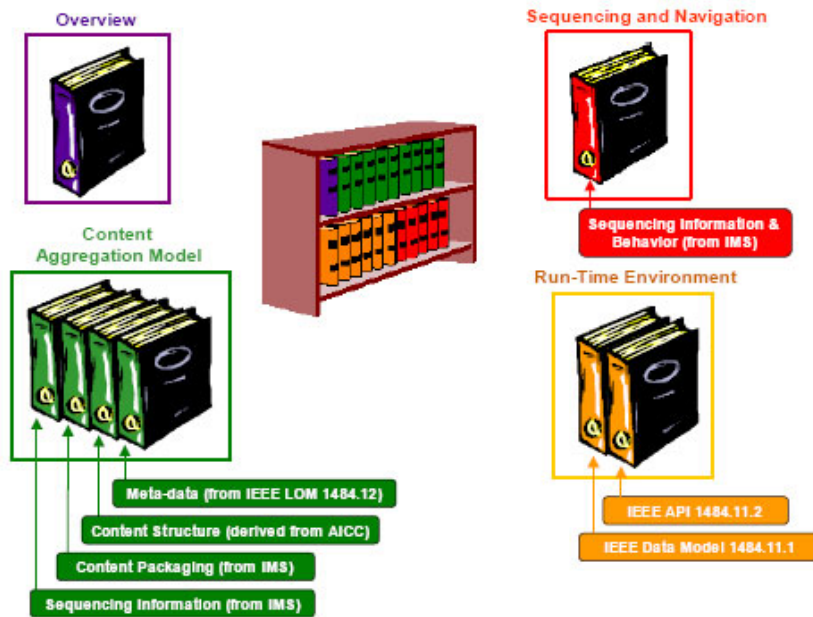 Overview
Sequencing and Navigation
Sequencing Information &
Behavior (from IMS)
Content
Aggregation Model
Run-Time Environment
Meta-data (from IEEE LOM 1484.12)
Content Structure (derived from AICC)
Content Packaging (from IMS)
Sequencing Information (from IMS)
IEEE API 1484.11.2
IEEE Data Model 1484.11.1